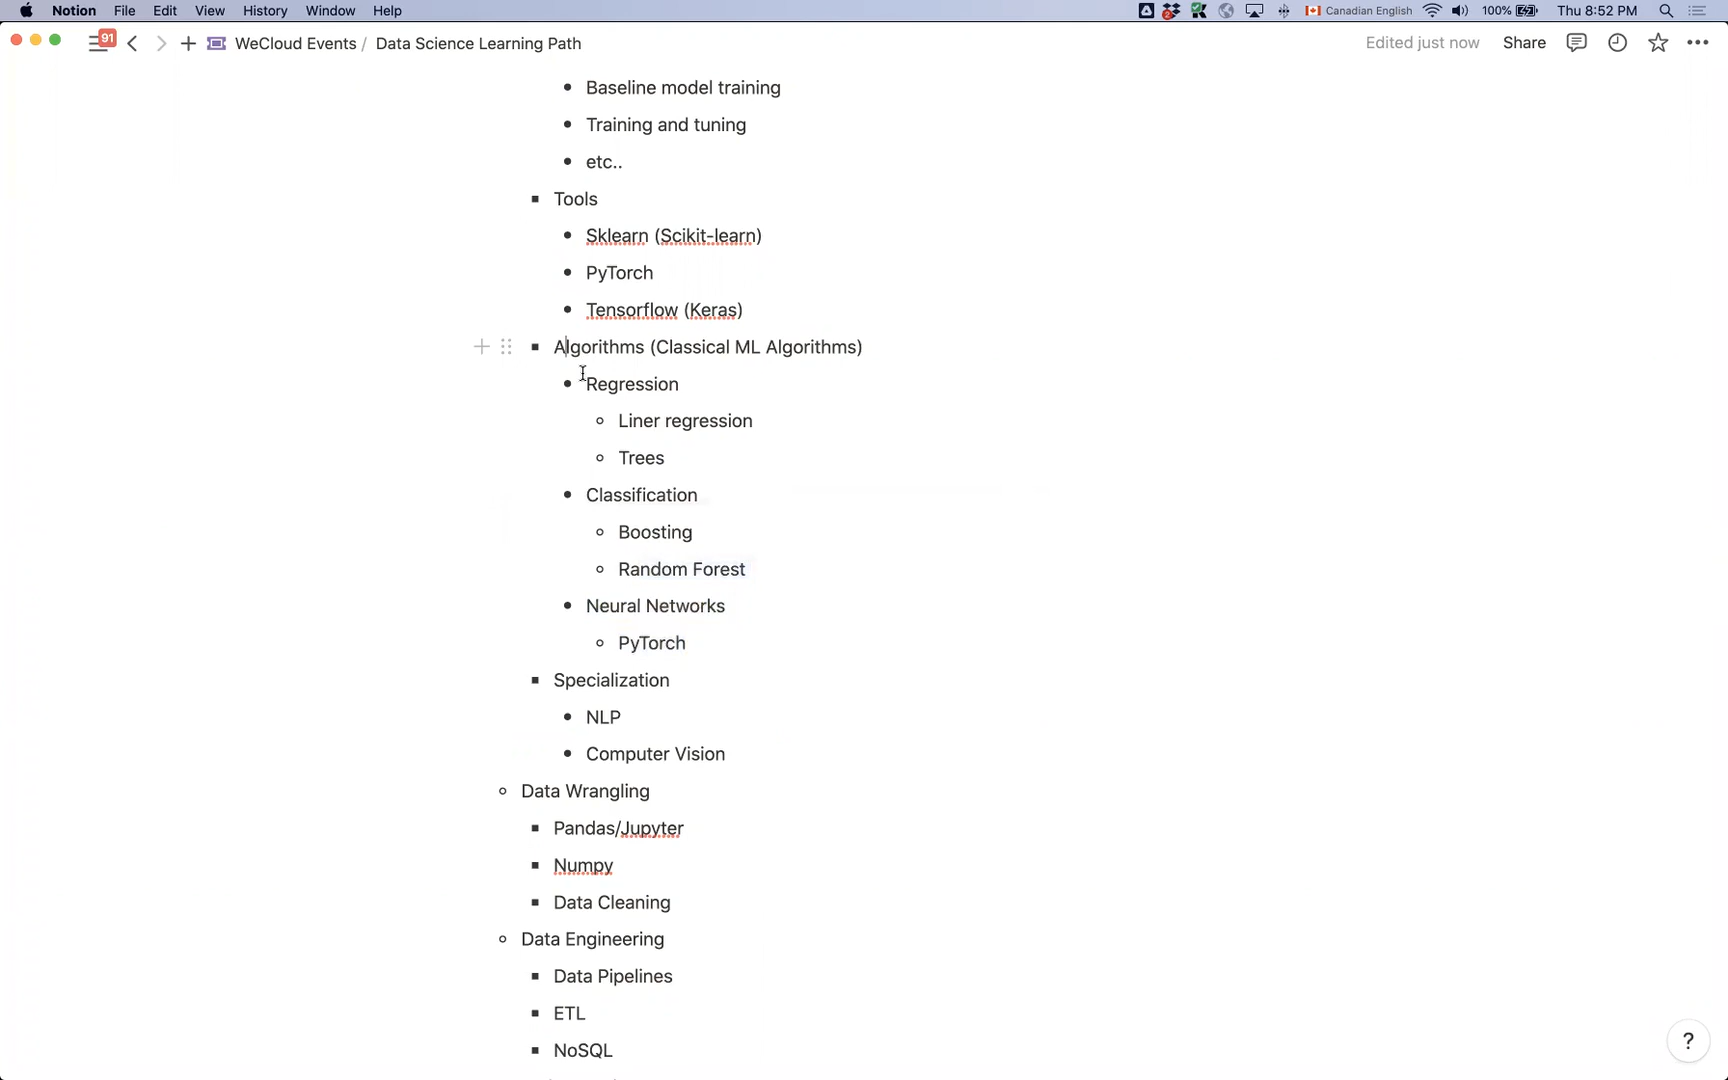 Notion File Edit View History Window Help
2 Canadian English 100% Thu 8:52 PM
91 WeCloud Events / Data Science Learning Path Edited just now Share
Baseline model training
Training and tuning
etc..
Tools
Sklearn (Scikit-learn)
PyTorch
Tensorflow (Keras)
Algorithms (Classical ML Algorithms)
Regression
Liner regression
Trees
Classification
Boosting
Random Forest
Neural Networks
PyTorch
Specialization
NLP
Computer Vision
Data Wrangling
Pandas/Jupyter
Numpy
Data Cleaning
Data Engineering
Data Pipelines
ETL
NoSQL
?